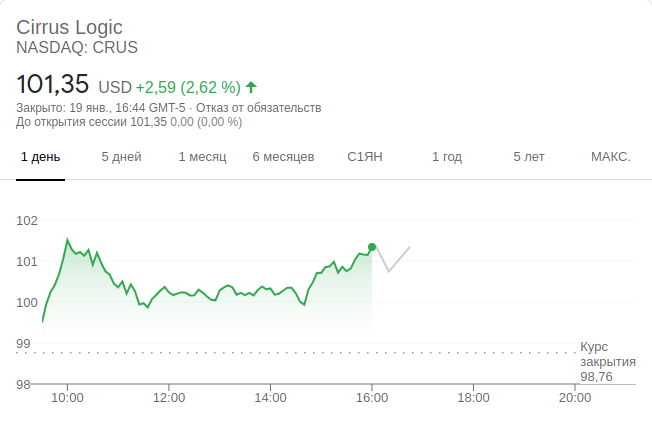 Cirrus Logic
NASDAQ: CRUS
101,35 USD +2,59 (2,62 %)
Закрыто: 19 янв., 16:44 GMT-5 · Отказ от обязательств
До открытия сессии 101,35 0,00 (0,00 %)
1 день 5 дней 1 месяц 6 месяцев С1ЯН 1 год 5 лет МАКС.
102
101
100
99
Курс
закрытия
98,76
98
10:00 12:00 14:00 16:00 18:00 20:00